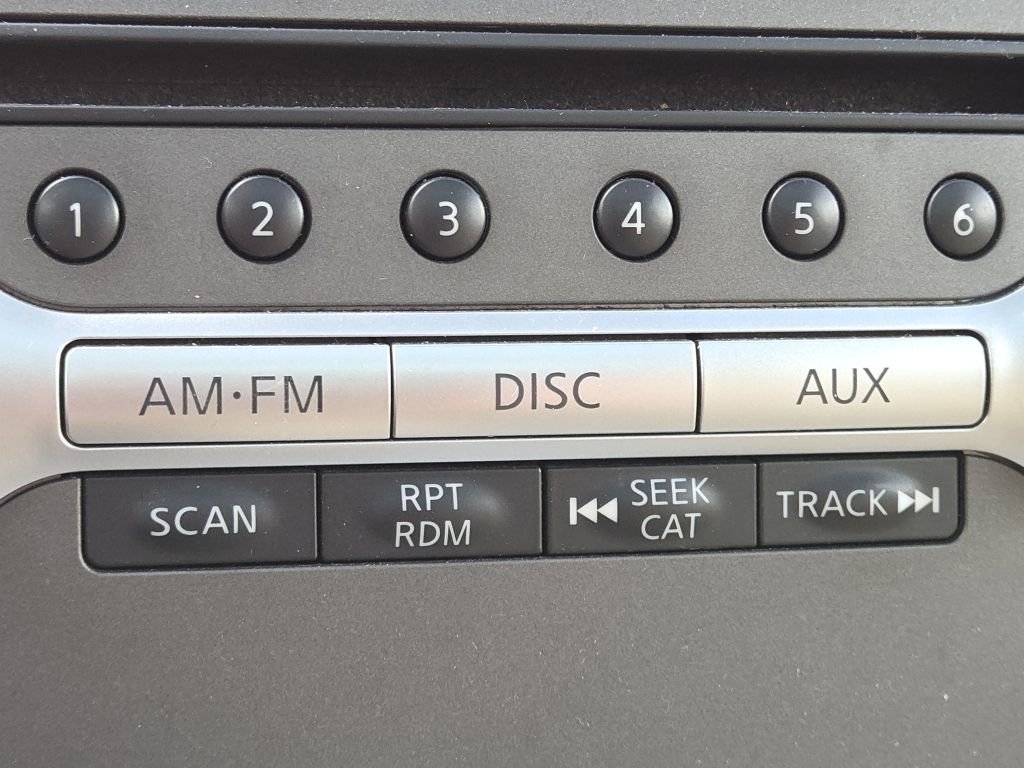 1 2 3 4 5 6
AM·FM DISC AUX
SCAN RPT RDM ⏮ SEEK CAT TRACK ⏭